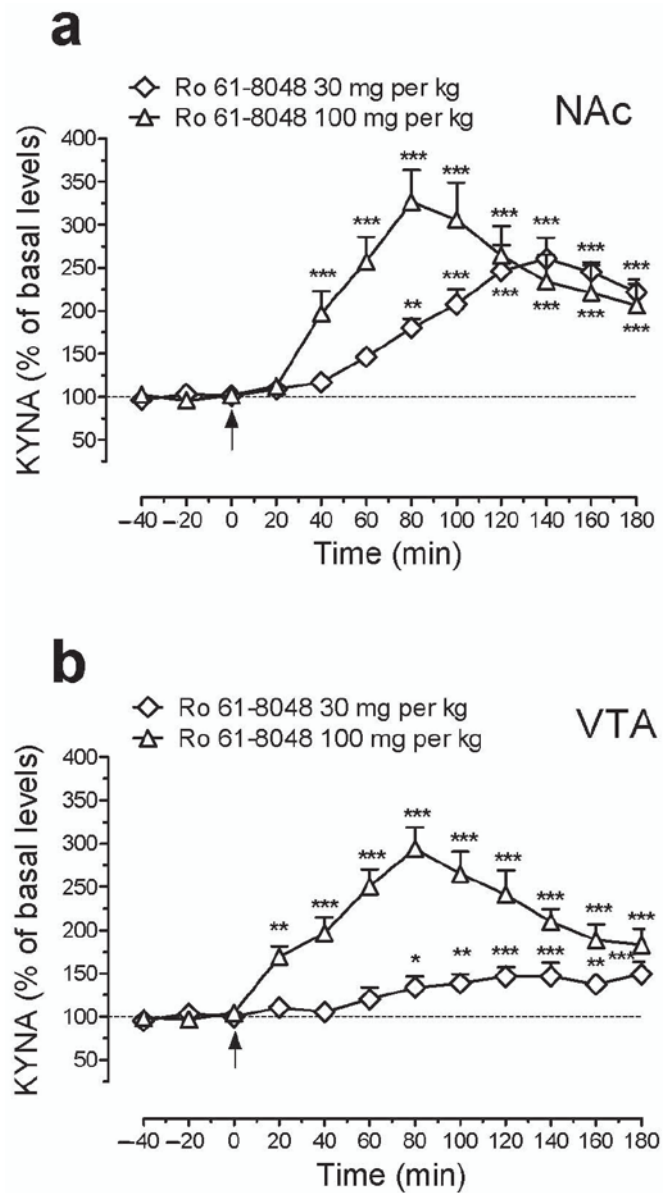 a
Ro 61-8048 30 mg per kg
Ro 61-8048 100 mg per kg
NAc
KYNA (% of basal levels)
400
350
300
250
200
150
100
50
*** *** *** *** *** *** *** *** ***
** *** *** *** *** ***
–40 –20 0 20 40 60 80 100 120 140 160 180
Time (min)
b
Ro 61-8048 30 mg per kg
Ro 61-8048 100 mg per kg
VTA
KYNA (% of basal levels)
400
350
300
250
200
150
100
50
** *** *** *** *** *** *** *** ***
* ** *** *** ** ***
–40 –20 0 20 40 60 80 100 120 140 160 180
Time (min)